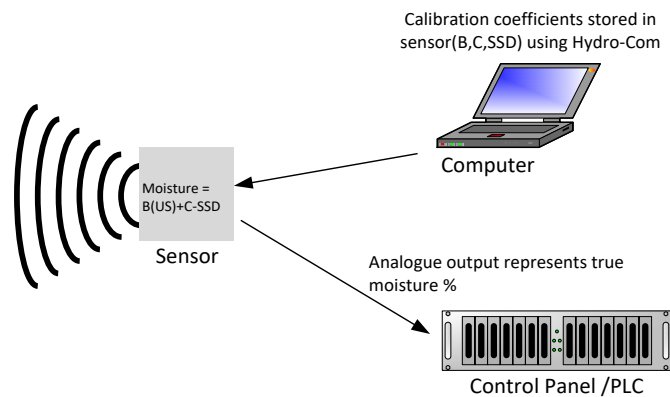 Calibration coefficients stored in
sensor(B,C,SSD) using Hydro-Com
Computer
Moisture =
B(US)+C-SSD
Sensor
Analogue output represents true
moisture %
Control Panel /PLC